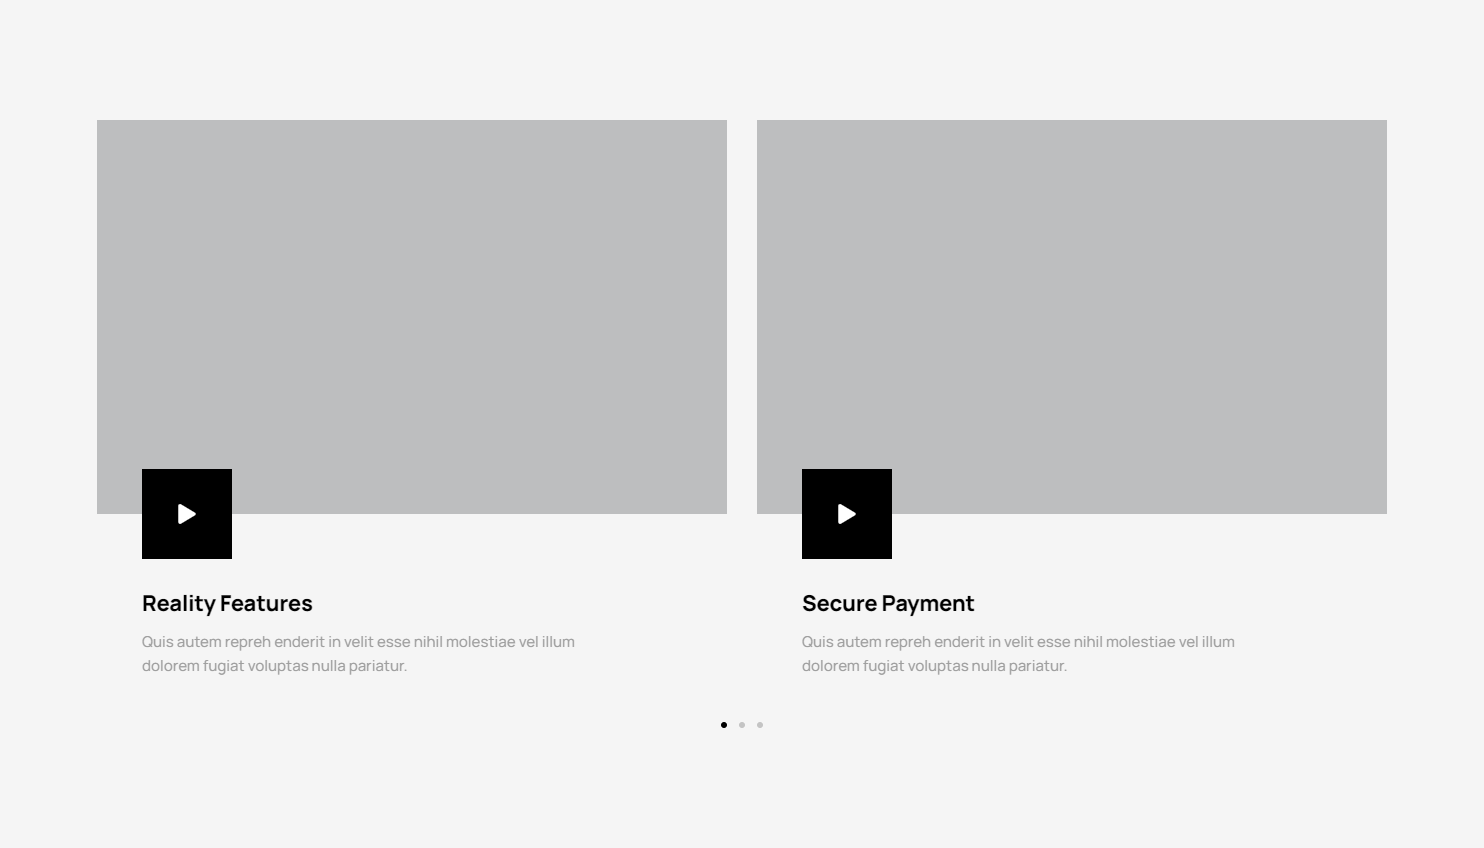 Reality Features
Quis autem repreh enderit in velit esse nihil molestiae vel illum
dolorem fugiat voluptas nulla pariatur.
Secure Payment
Quis autem repreh enderit in velit esse nihil molestiae vel illum
dolorem fugiat voluptas nulla pariatur.